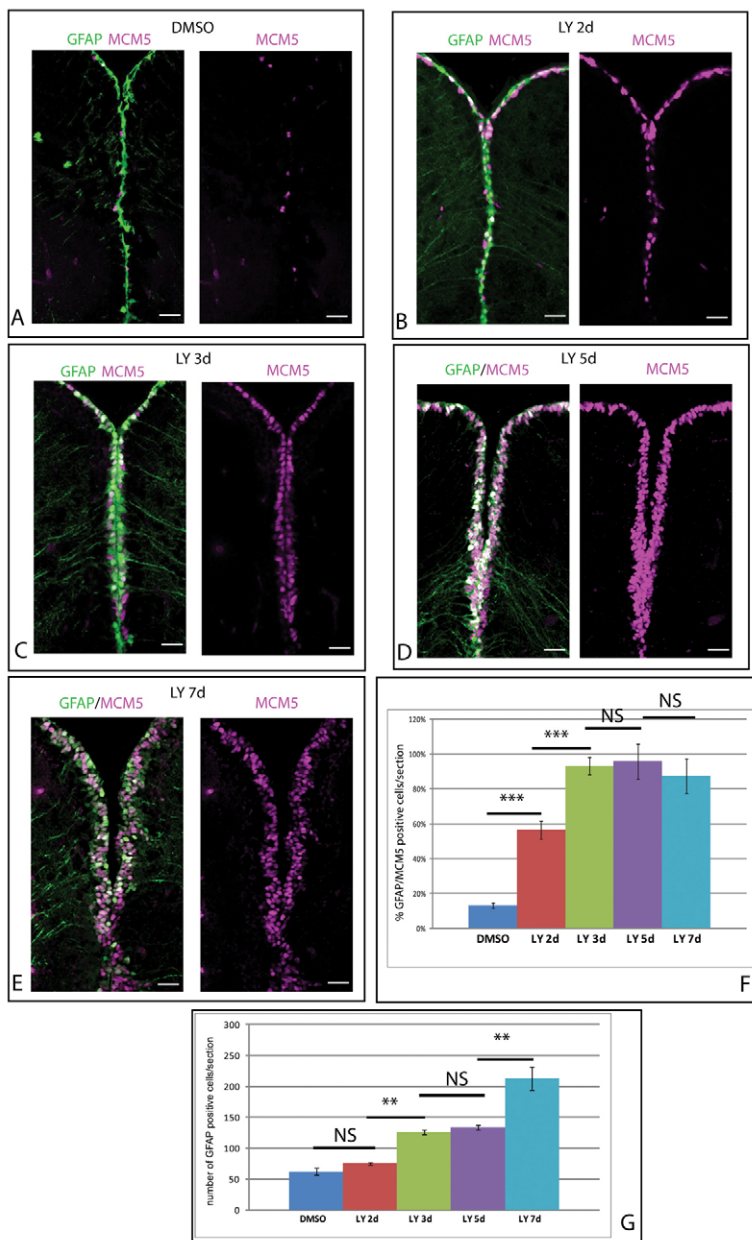 DMSO
GFAP MCM5
MCM5
A
LY 2d
GFAP MCM5
MCM5
B
LY 3d
GFAP MCM5
MCM5
C
LY 5d
GFAP/MCM5
MCM5
D
LY 7d
GFAP/MCM5
MCM5
E
NS
NS
***
***
% GFAP/MCM5 positive cells/section
120%
100%
80%
60%
40%
20%
0%
DMSO LY 2d LY 3d LY 5d LY 7d
F
**
NS
**
NS
number of GFAP positive cells/section
300
250
200
150
100
50
0
DMSO LY 2d LY 3d LY 5d LY 7d
G